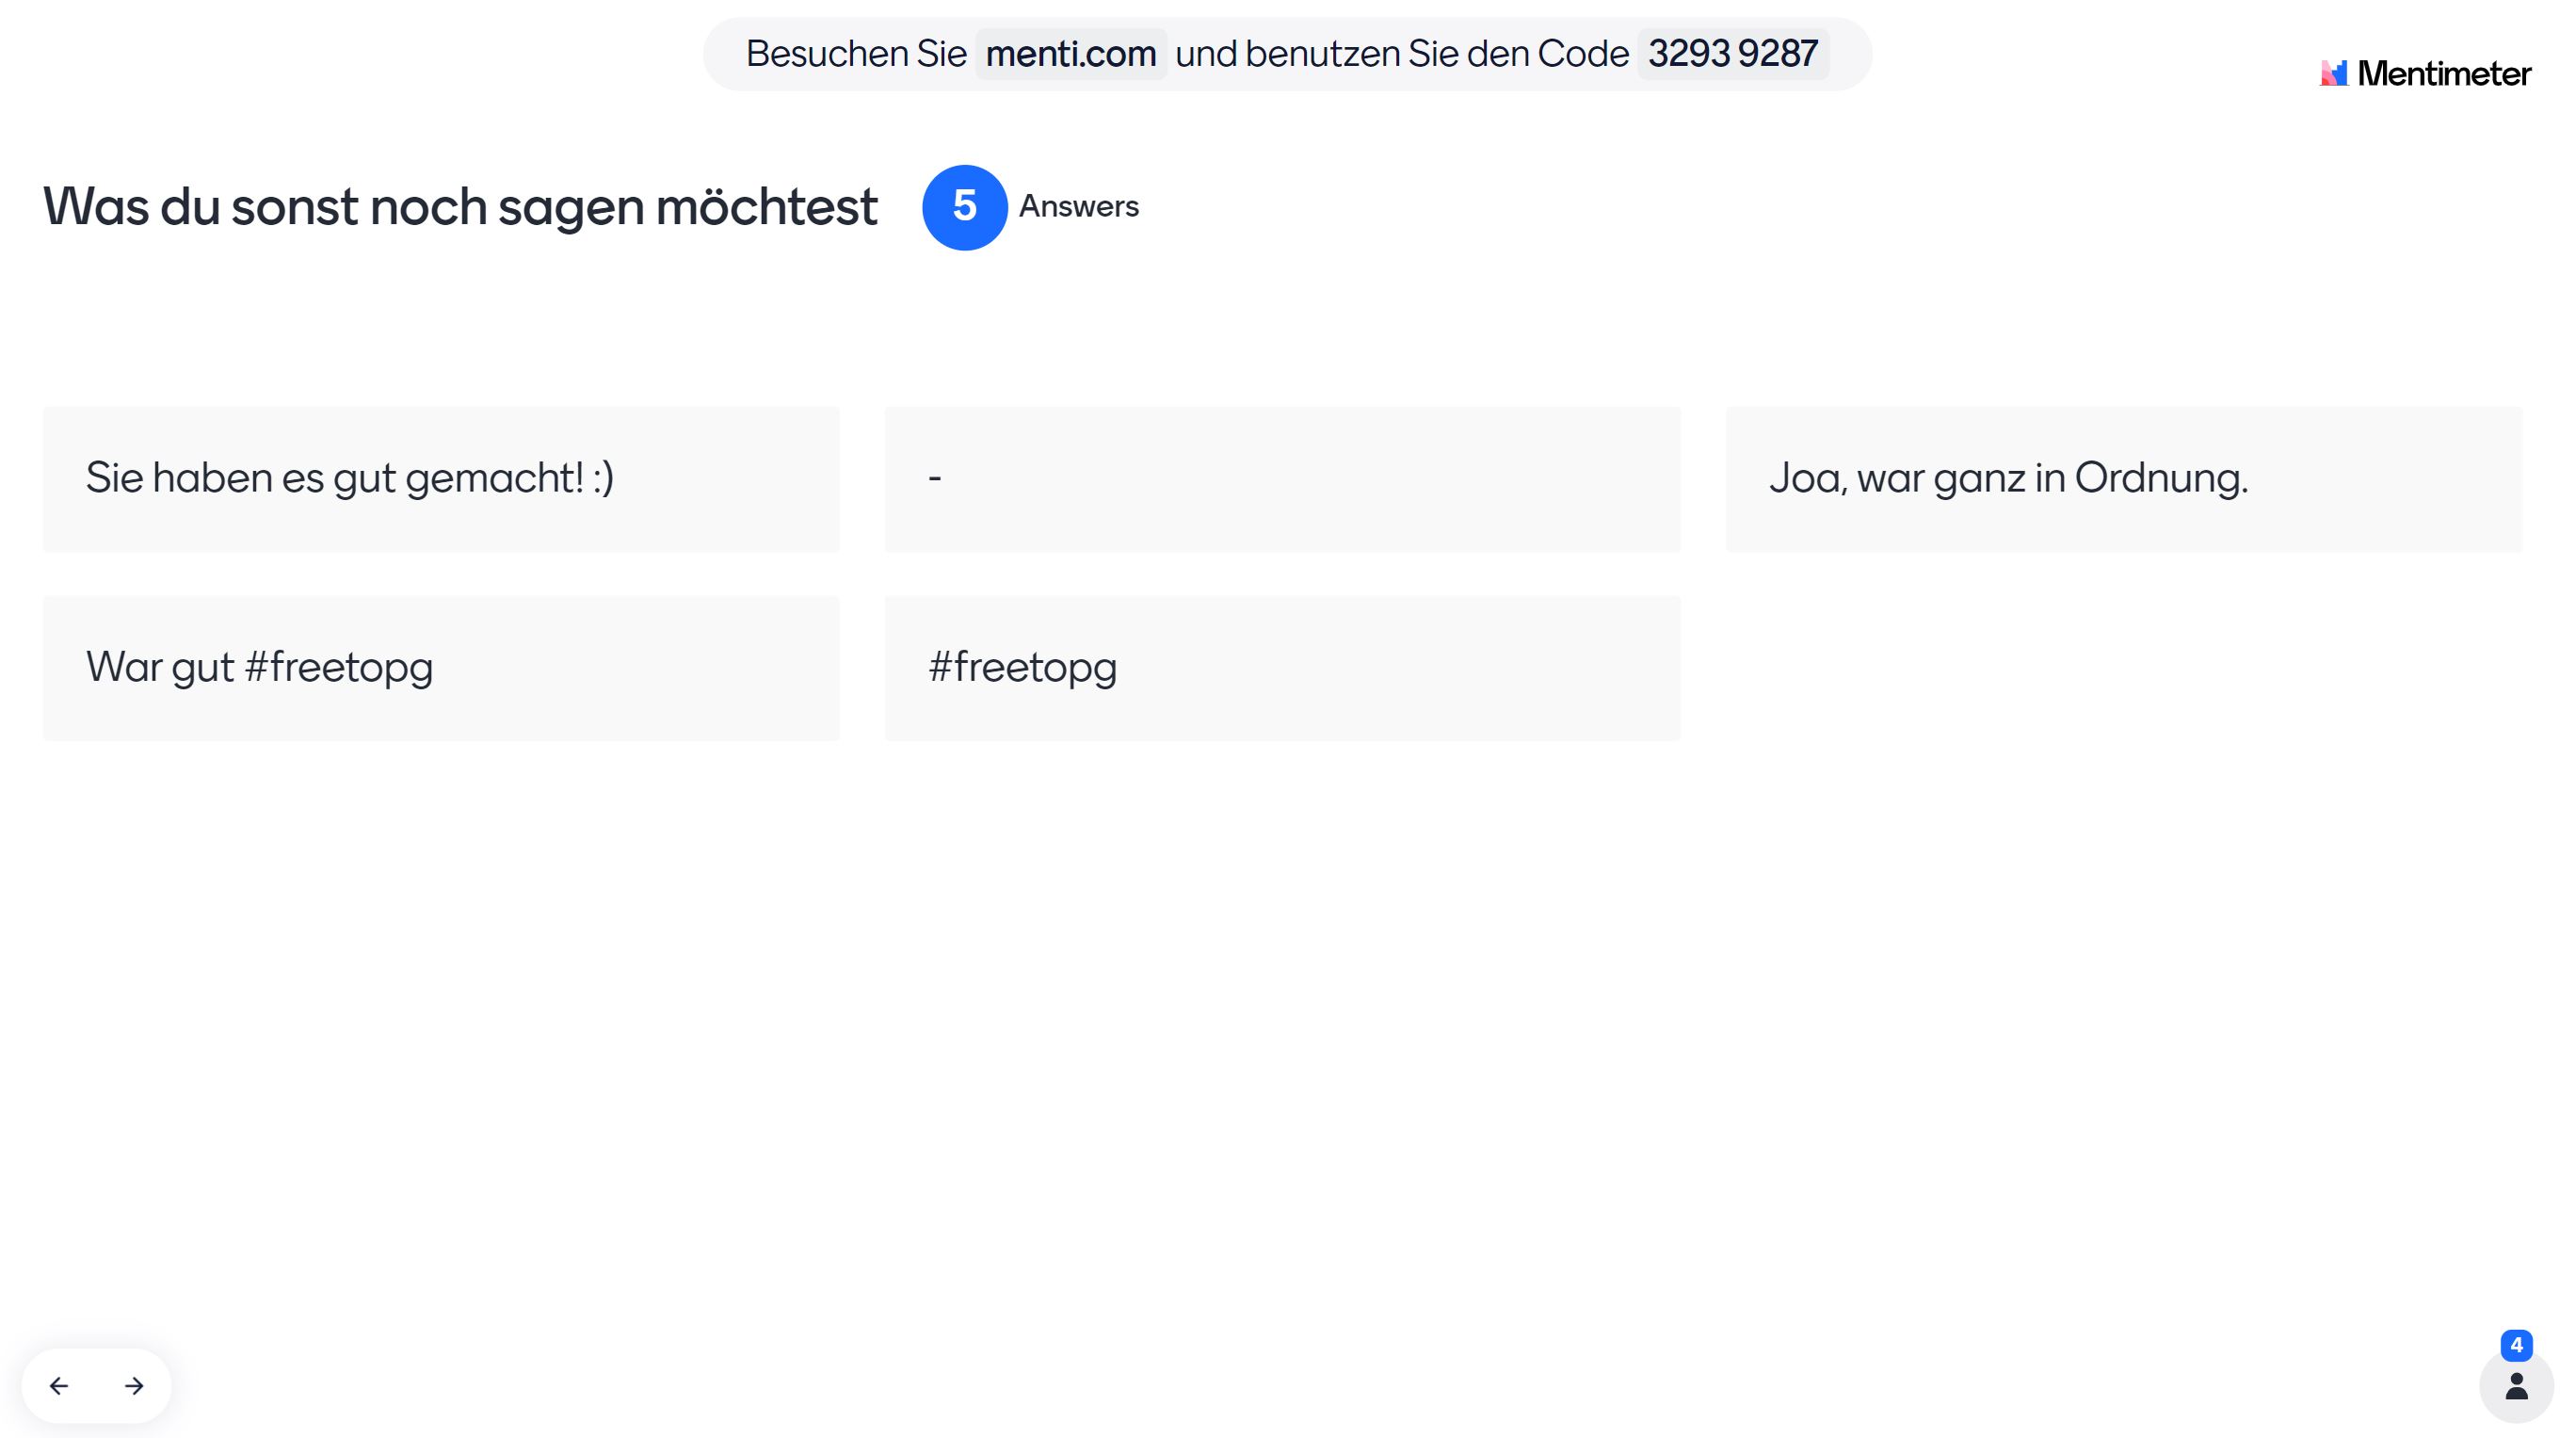 Besuchen Sie menti.com und benutzen Sie den Code 3293 9287
Mentimeter
Was du sonst noch sagen möchtest
5 Answers
Sie haben es gut gemacht! :)
-
Joa, war ganz in Ordnung.
War gut #freetopg
#freetopg
4